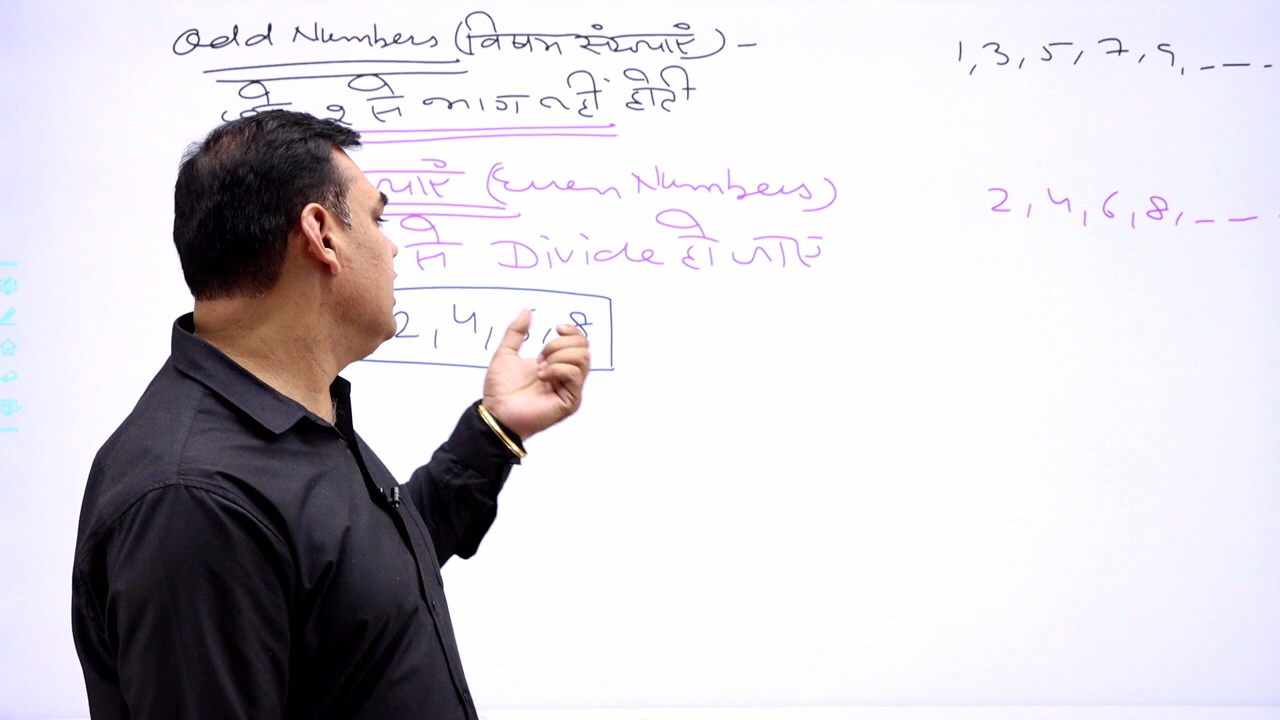 Odd Numbers (विषम संख्याएं) – 1, 3, 5, 7, 9, – – – -
2 से भाग नहीं होती
(Even Numbers) 2, 4, 6, 8, – – -
से Divide हो जाएं
2, 4, 6, 8